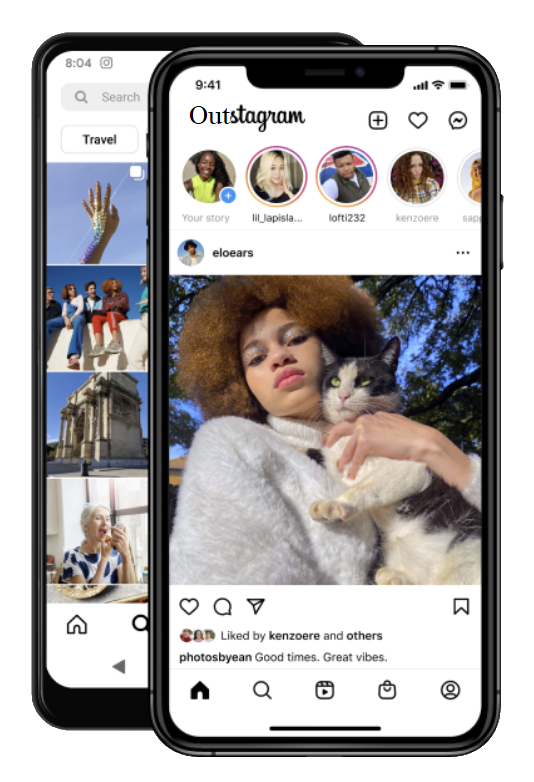 8:04
Search
Travel
9:41
Outstagram
Your story
lil_lapisla...
lofti232
kenzoere
eloears
Liked by kenzoere and others
photosbyean Good times. Great vibes.